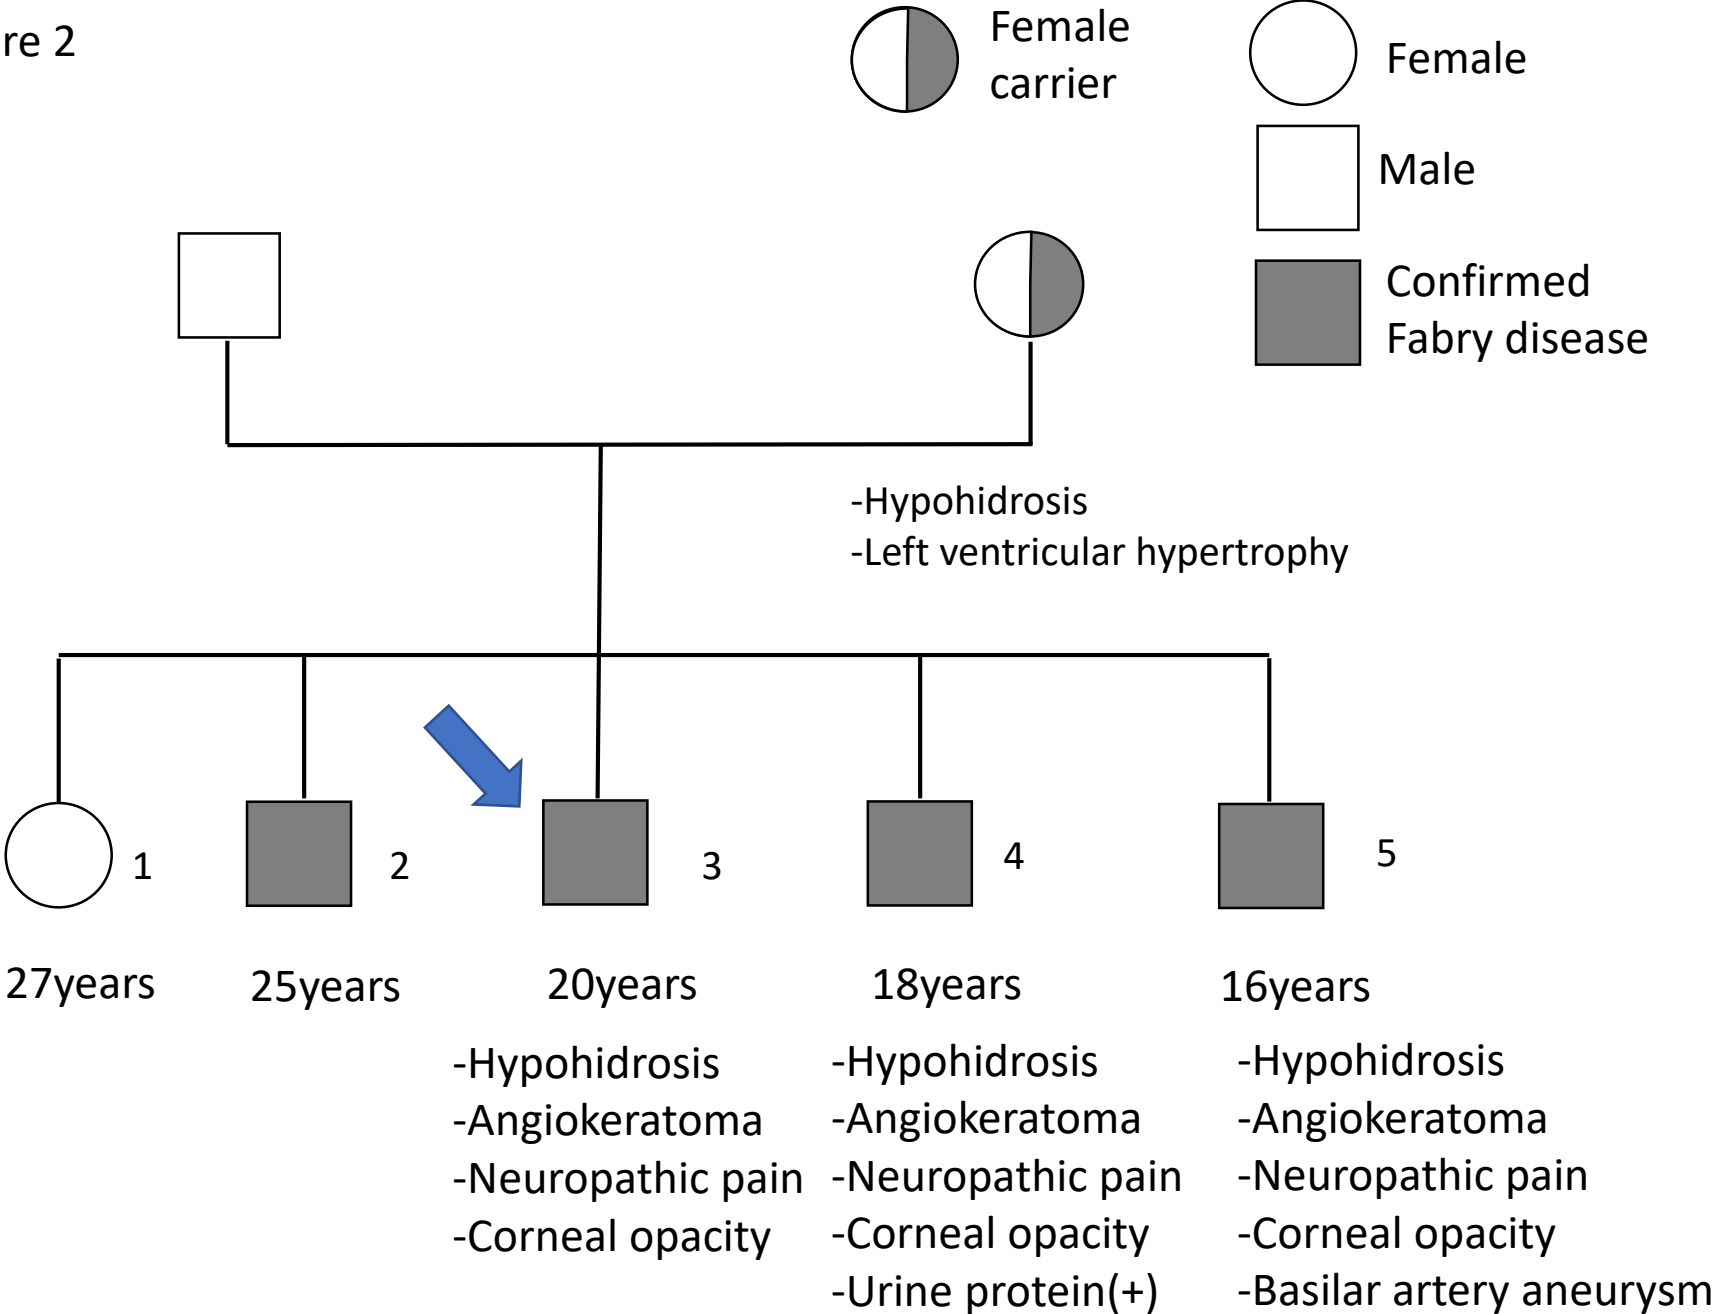 re 2
Female
carrier
Female
Male
Confirmed
Fabry disease
-Hypohidrosis
-Left ventricular hypertrophy
1
2
3
4
5
27years
25years
20years
18years
16years
-Hypohidrosis
-Angiokeratoma
-Neuropathic pain
-Corneal opacity
-Hypohidrosis
-Angiokeratoma
-Neuropathic pain
-Corneal opacity
-Urine protein(+)
-Hypohidrosis
-Angiokeratoma
-Neuropathic pain
-Corneal opacity
-Basilar artery aneurysm